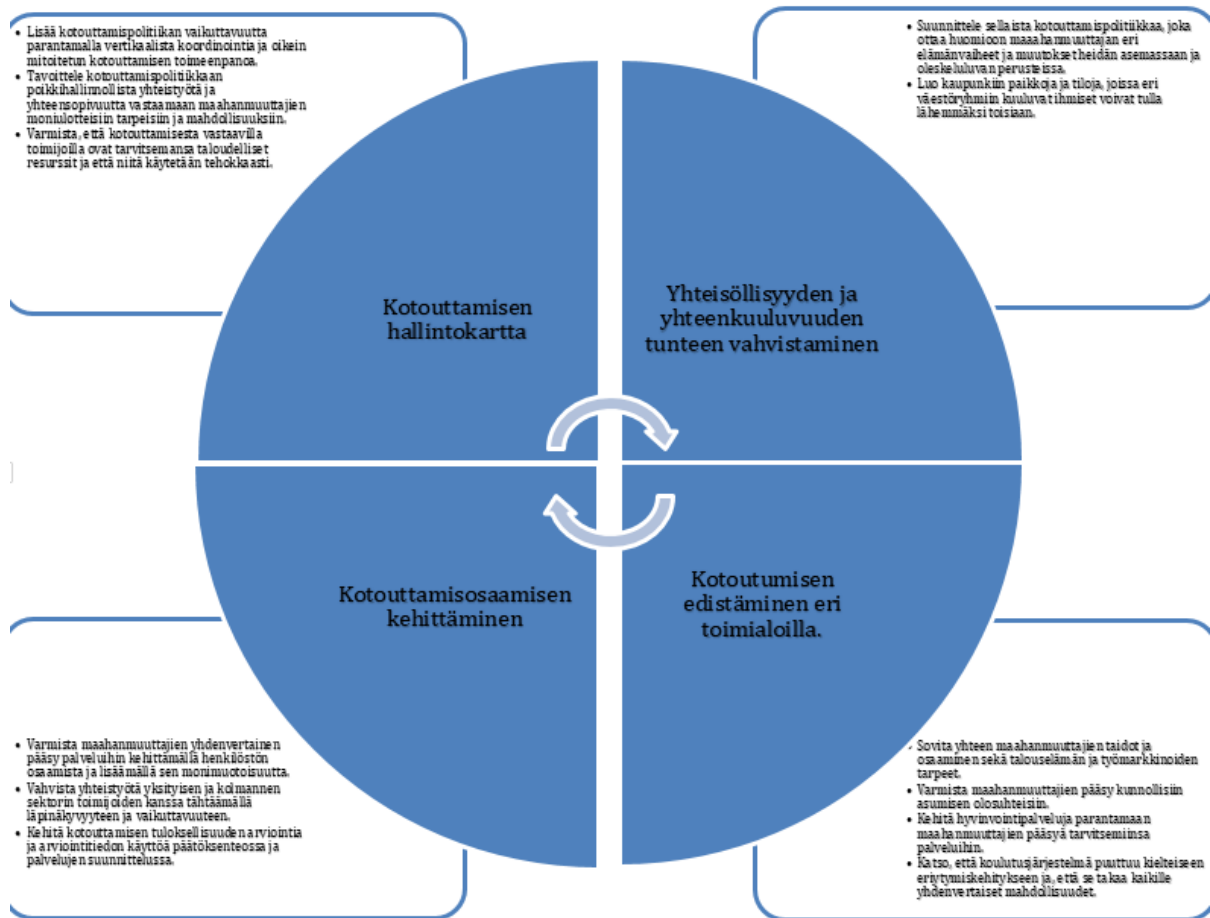 • Lisää kotouttamispolitiikan vaikuttavuutta
parantamalla vertikaalista koordinointia ja oikein
mitoitetun kotouttamisen toimeenpanoa.
• Tavoittele kotouttamispolitiikkaan
poikkihallinnollista yhteistyötä ja
yhteensopivuutta vastaamaan maahanmuuttajien
moniulotteisiin tarpeisiin ja mahdollisuuksiin.
• Varmista, että kotouttamisesta vastaavilla
toimijoilla ovat tarvitsemansa taloudelliset
resurssit ja että niitä käytetään tehokkaasti.
• Suunnittele sellaista kotouttamispolitiikkaa, joka
ottaa huomioon maaahanmuuttajan eri
elämänvaiheet ja muutokset heidän asemassaan ja
oleskeluluvan perusteissa.
• Luo kaupunkiin paikkoja ja tiloja, joissa eri
väestöryhmiin kuuluvat ihmiset voivat tulla
lähemmäksi toisiaan.
Kotouttamisen
hallintokartta
Yhteisöllisyyden ja
yhteenkuuluvuuden
tunteen vahvistaminen
Kotouttamisosaamisen
kehittäminen
Kotoutumisen
edistäminen eri
toimialoilla.
• Varmista maahanmuuttajien yhdenvertainen
pääsy palveluihin kehittämällä henkilöstön
osaamista ja lisäämällä sen monimuotoisuutta.
• Vahvista yhteistyötä yksityisen ja kolmannen
sektorin toimijoiden kanssa tähtäämällä
läpinäkyvyyteen ja vaikuttavuuteen.
• Kehitä kotouttamisen tuloksellisuuden arviointia
ja arviointitiedon käyttöä päätöksenteossa ja
palvelujen suunnittelussa.
• Sovita yhteen maahanmuuttajien taidot ja
osaaminen sekä talouselämän ja työmarkkinoiden
tarpeet.
• Varmista maahanmuuttajien pääsy kunnollisiin
asumisen olosuhteisiin.
• Kehitä hyvinvointipalveluja parantamaan
maahanmuuttajien pääsyä tarvitsemiinsa
palveluihin.
• Katso, että koulutusjärjestelmä puuttuu kielteiseen
eriytymiskehitykseen ja, että se takaa kaikille
yhdenvertaiset mahdollisuudet.